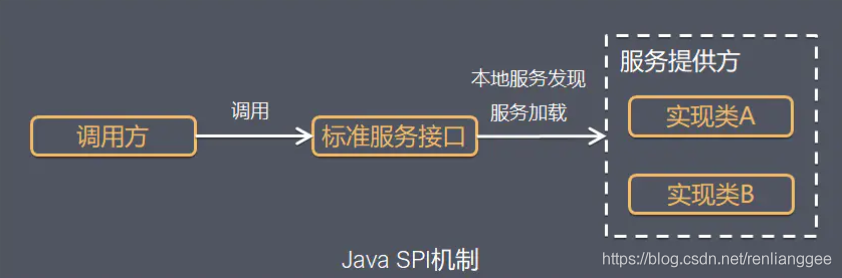 调用方
调用
标准服务接口
本地服务发现
服务加载
服务提供方
实现类A
实现类B
Java SPI机制
https://blog.csdn.net/renlianggee